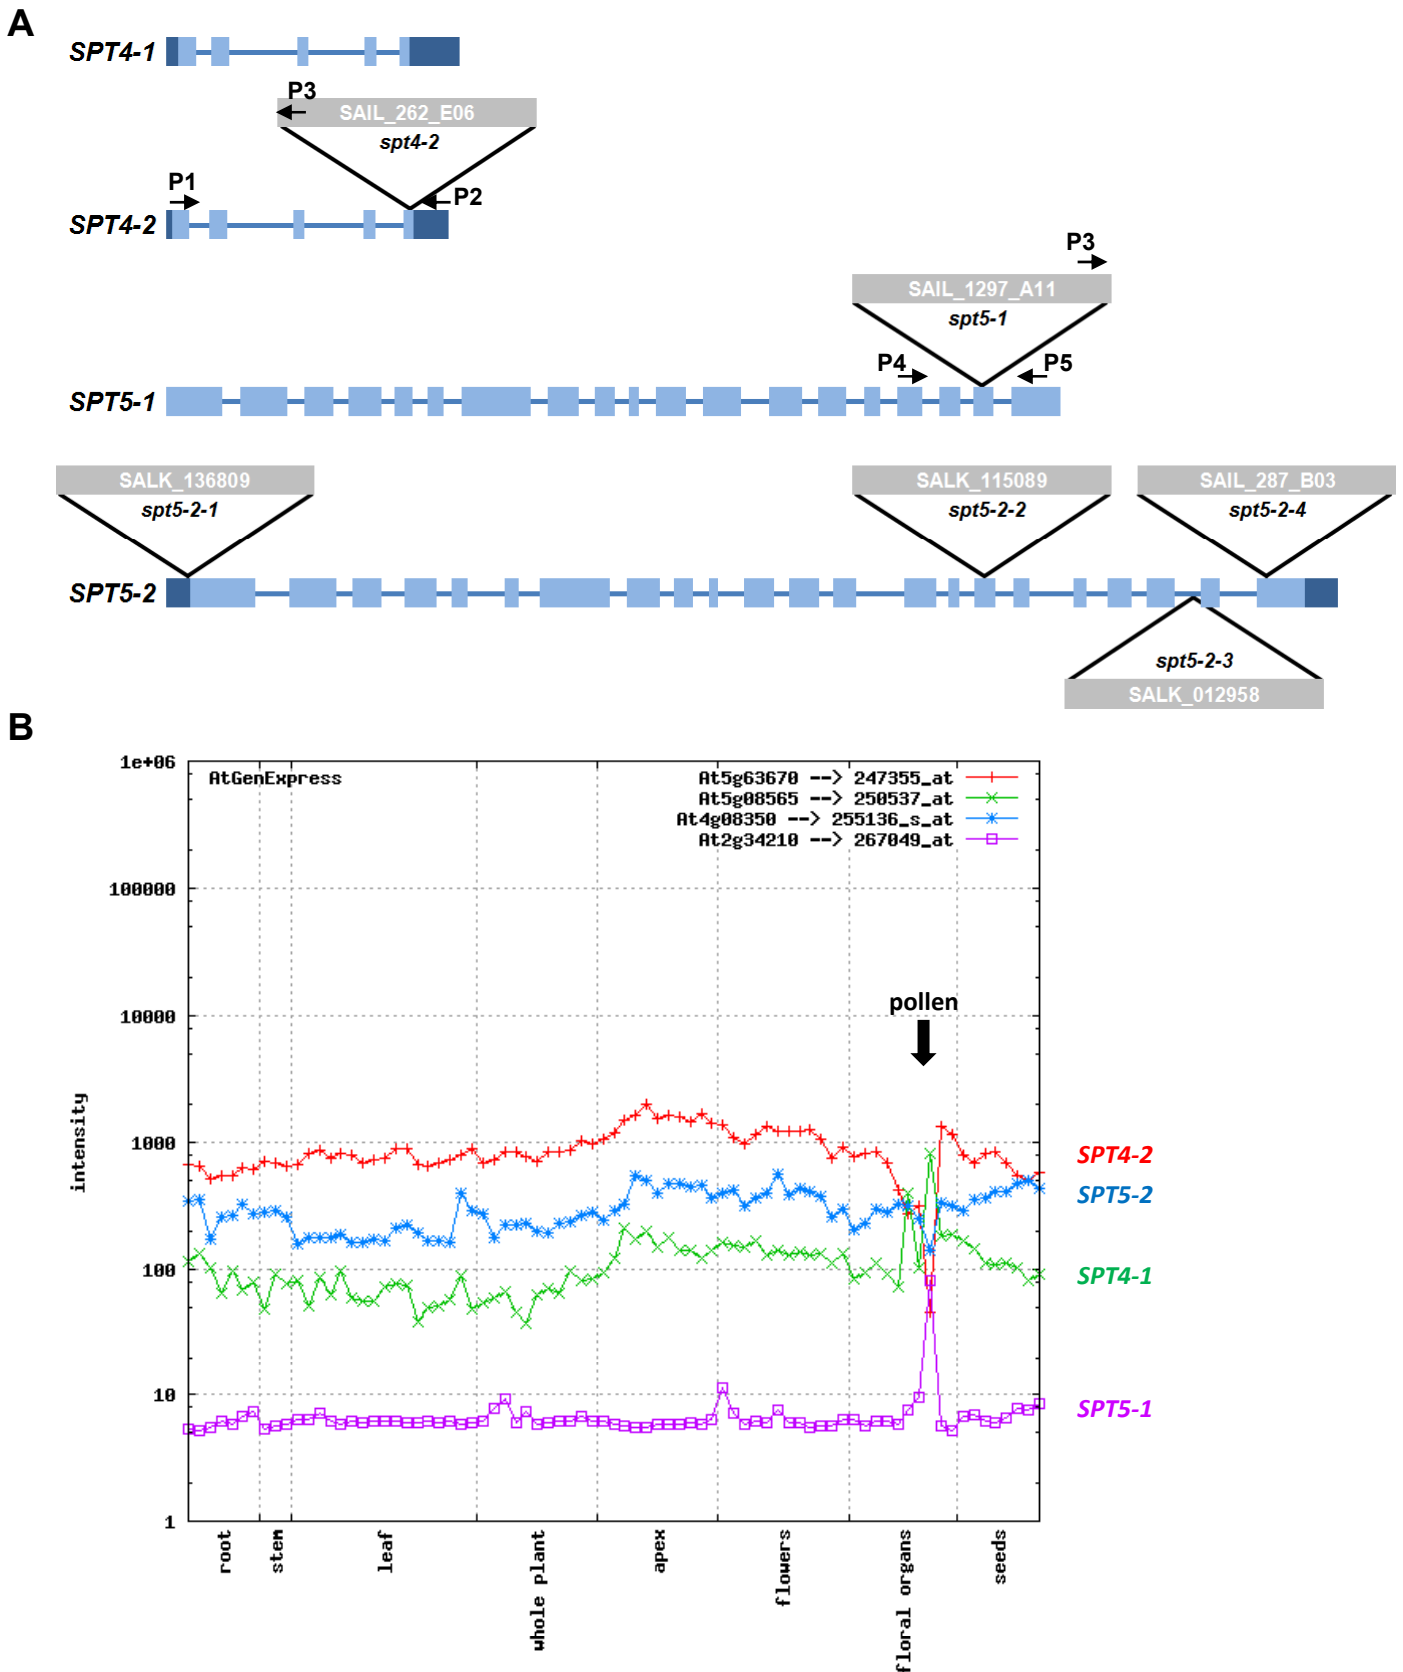 A
SPT4-1
P3
SAIL_262_E06
spt4-2
P1
P2
SPT4-2
P3
SAIL_1297_A11
spt5-1
P4
P5
SPT5-1
SALK_136809
SALK_115089
SAIL_287_B03
spt5-2-1
spt5-2-2
spt5-2-4
SPT5-2
spt5-2-3
SALK_012958
B
1e+06
AtGenExpress
At5g63670 --> 247355_at
At5g08565 --> 250537_at
At4g08350 --> 255136_s_at
At2g34210 --> 267049_at
100000
pollen
10000
intensity
1000
SPT4-2
SPT5-2
100
SPT4-1
10
SPT5-1
1
root
stem
leaf
whole plant
apex
flowers
floral organs
seeds